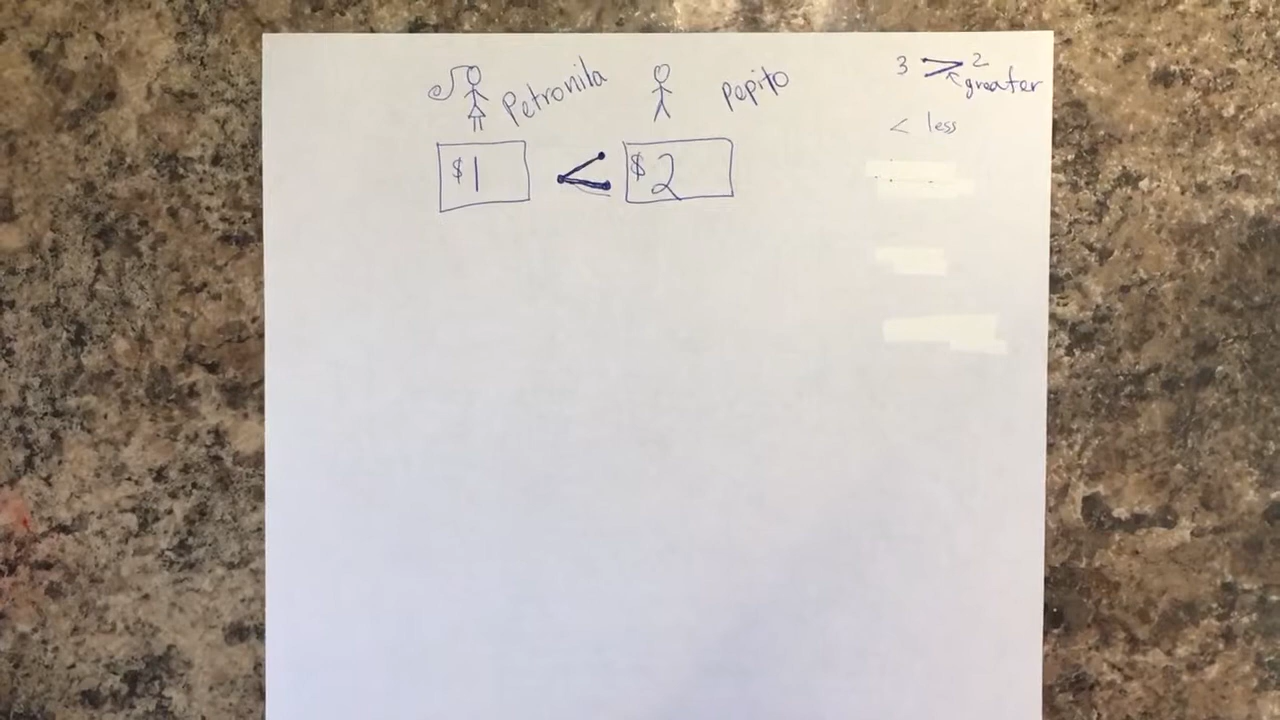 Petronila
Pepito
3 > 2
greater
< less
$1 < $2